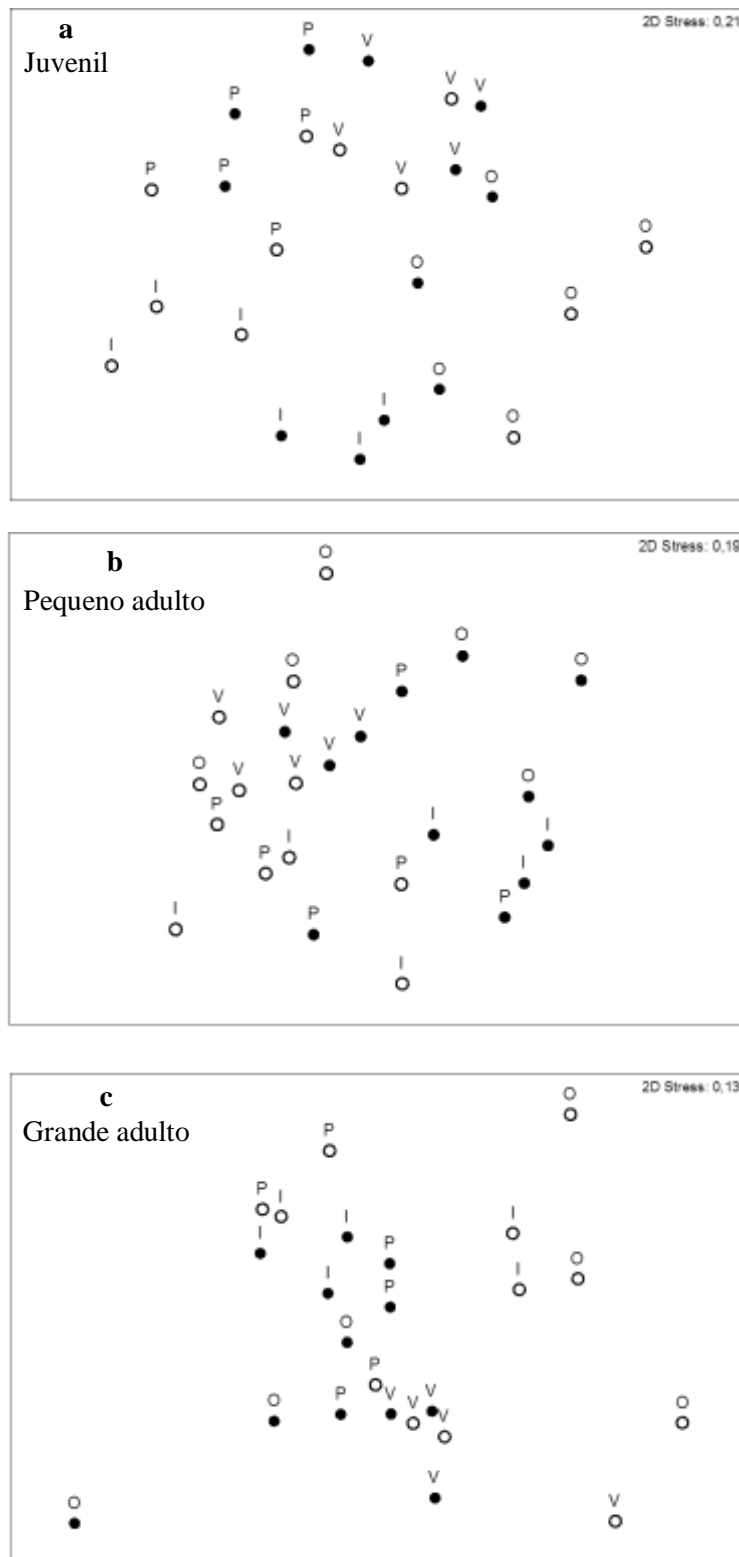 a
2D Stress: 0,21
Juvenil
P
V
V V
P
P V
V
P P V O
O
P
O
I O
I
I
O
I
I O
I
b
2D Stress: 0,19
Pequeno adulto
O
O
O O
P
V
V V
V
O V V
O
P
I
I
I
P P I
P
I P
I
c
2D Stress: 0,13
Grande adulto
O
P
P I
I I
I
P
O
I I
P
O
P
O P V V V O
V
V
O V